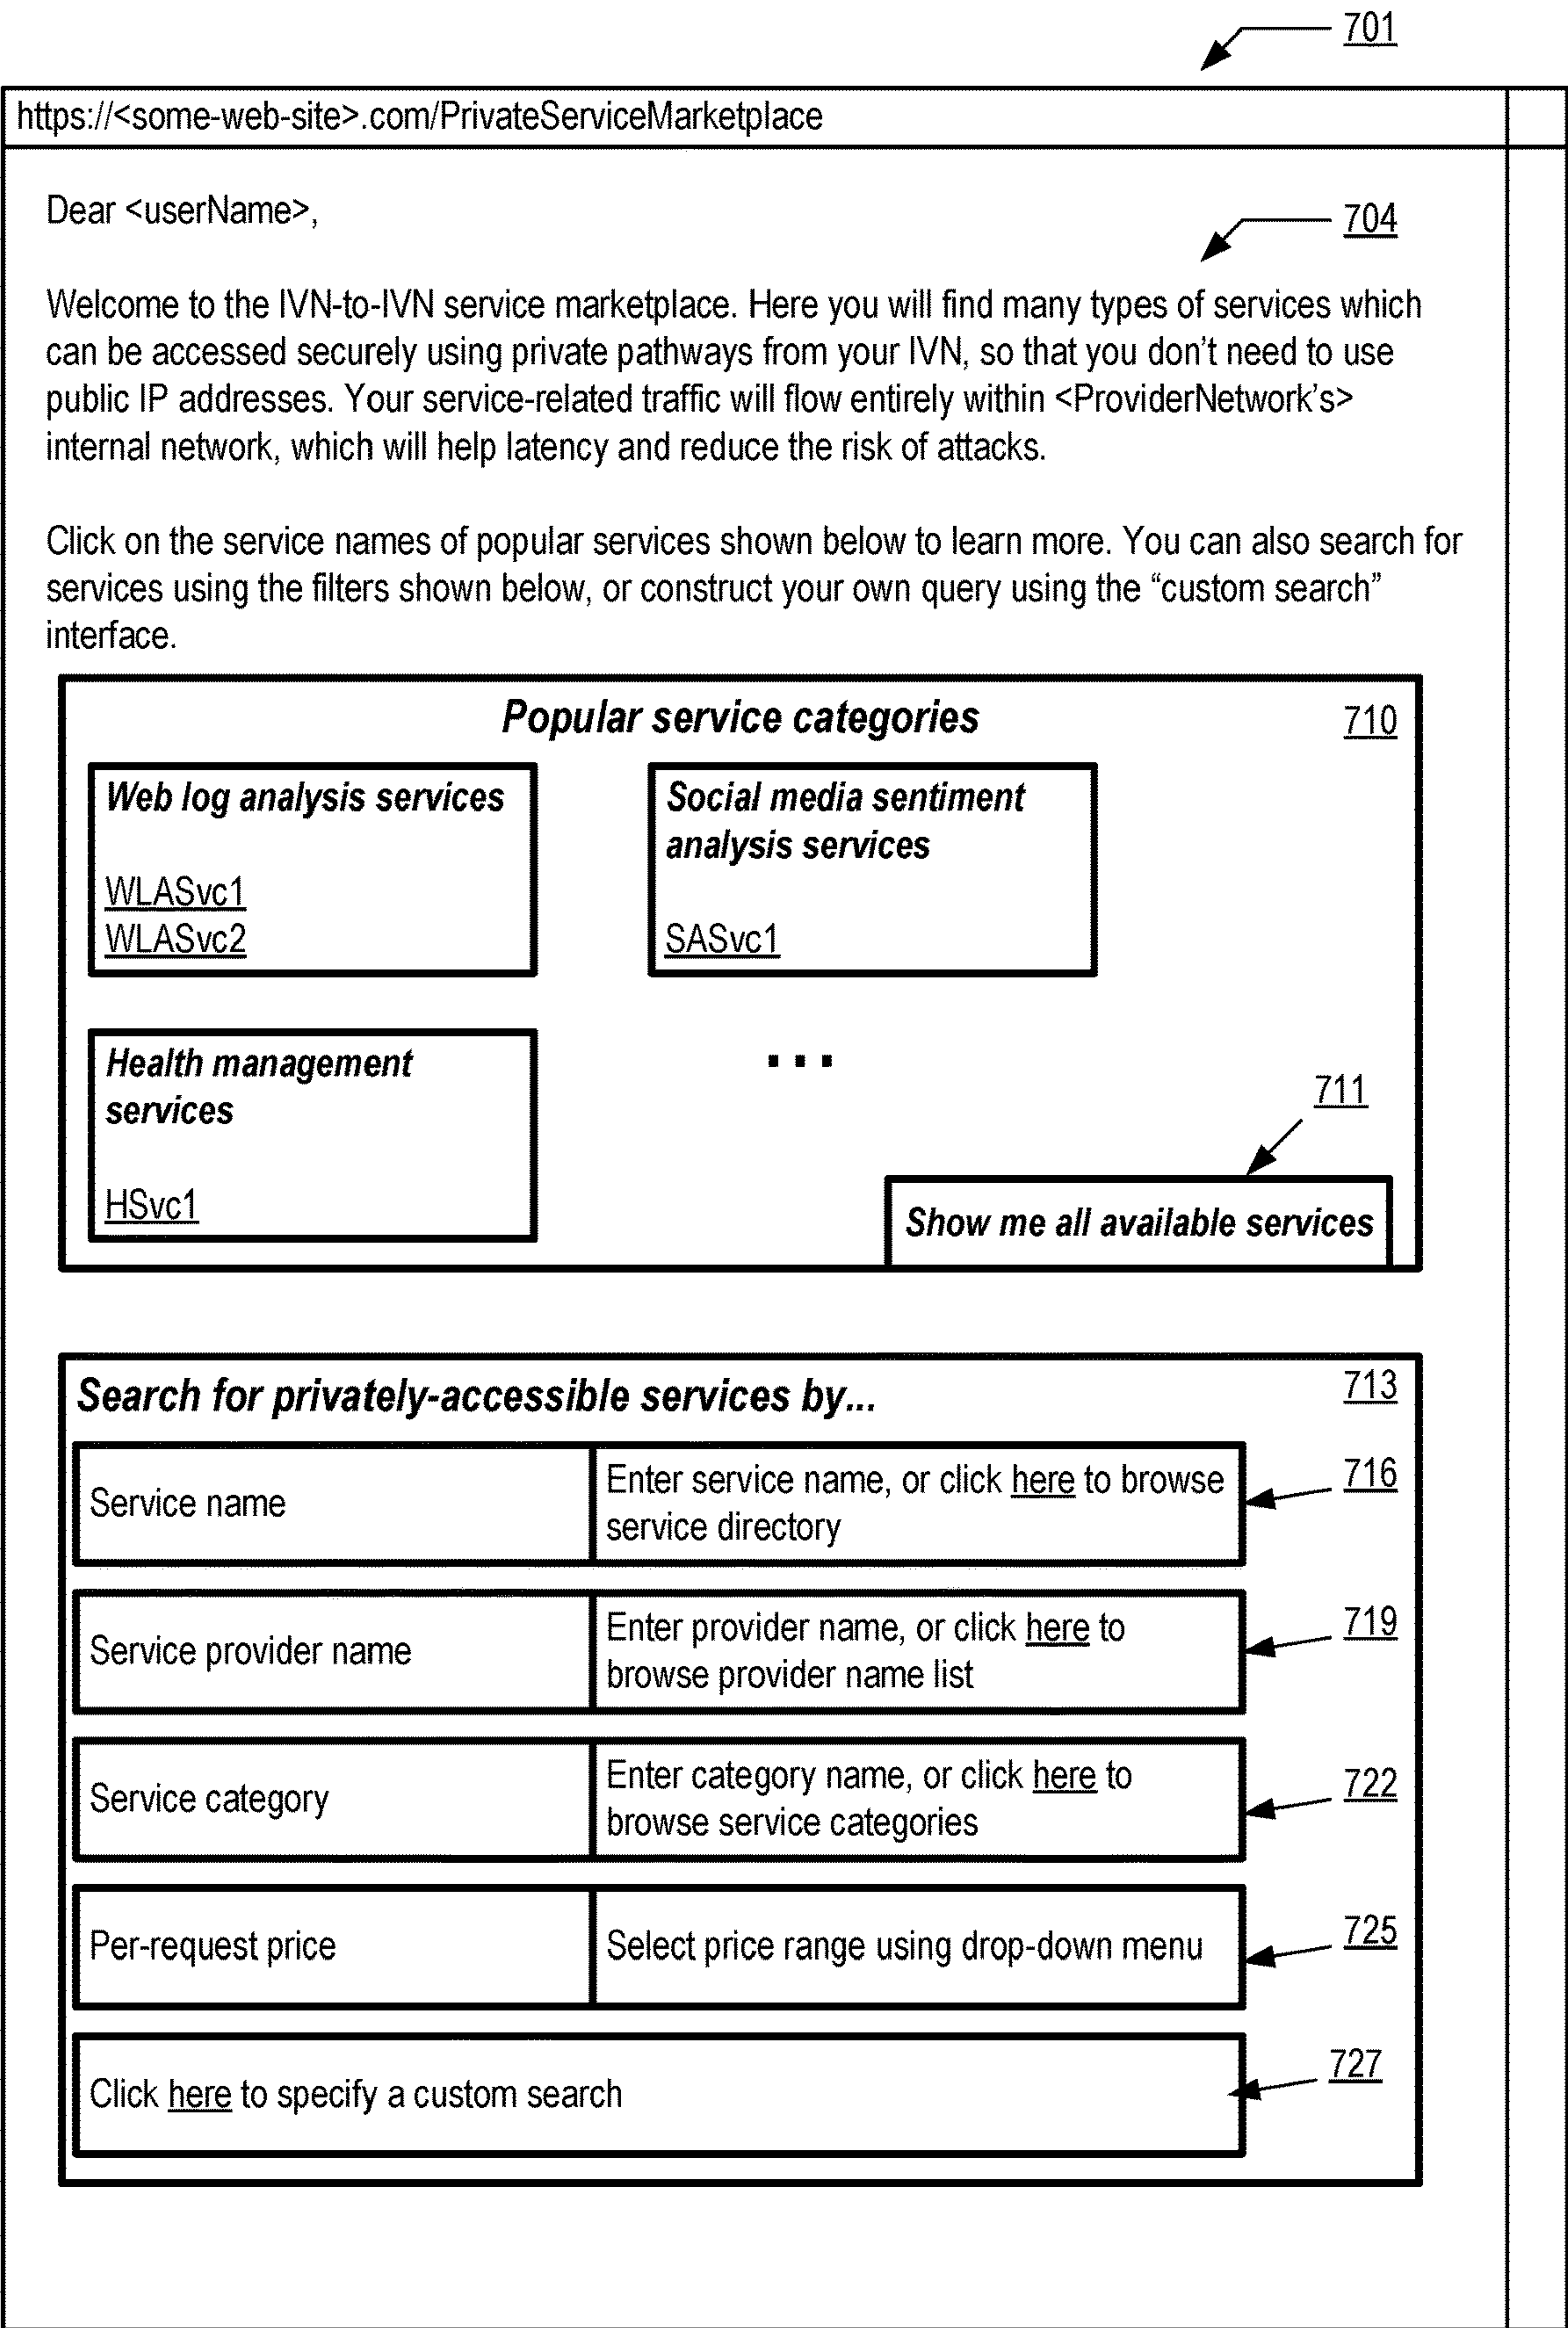 701
https://<some-web-site>.com/PrivateServiceMarketplace
Dear <userName>,
704
Welcome to the IVN-to-IVN service marketplace. Here you will find many types of services which
can be accessed securely using private pathways from your IVN, so that you don't need to use
public IP addresses. Your service-related traffic will flow entirely within <ProviderNetwork's>
internal network, which will help latency and reduce the risk of attacks.
Click on the service names of popular services shown below to learn more. You can also search for
services using the filters shown below, or construct your own query using the “custom search”
interface.
Popular service categories
710
Web log analysis services
WLASvc1
WLASvc2
Social media sentiment
analysis services
SASvc1
Health management
services
HSvc1
...
711
Show me all available services
Search for privately-accessible services by...
713
Service name
Enter service name, or click here to browse
service directory
716
Service provider name
Enter provider name, or click here to
browse provider name list
719
Service category
Enter category name, or click here to
browse service categories
722
Per-request price
Select price range using drop-down menu
725
Click here to specify a custom search
727